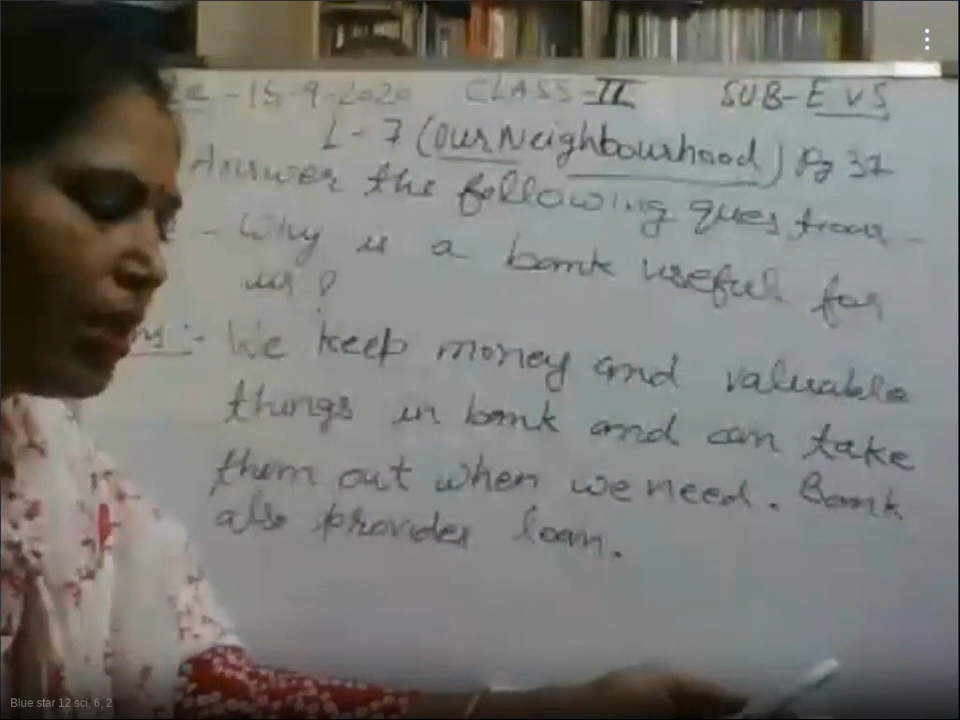 -15-9-2020 CLASS-II SUB-EVS
L-7 (Our Neighbourhood) Pg 37
Answer the following questions-
- Why is a bank useful for
us?
Ans:- We keep money and valuable
things in bank and can take
them out when we need. Bank
also provides loan.
Blue star 12 sci, 6, 2